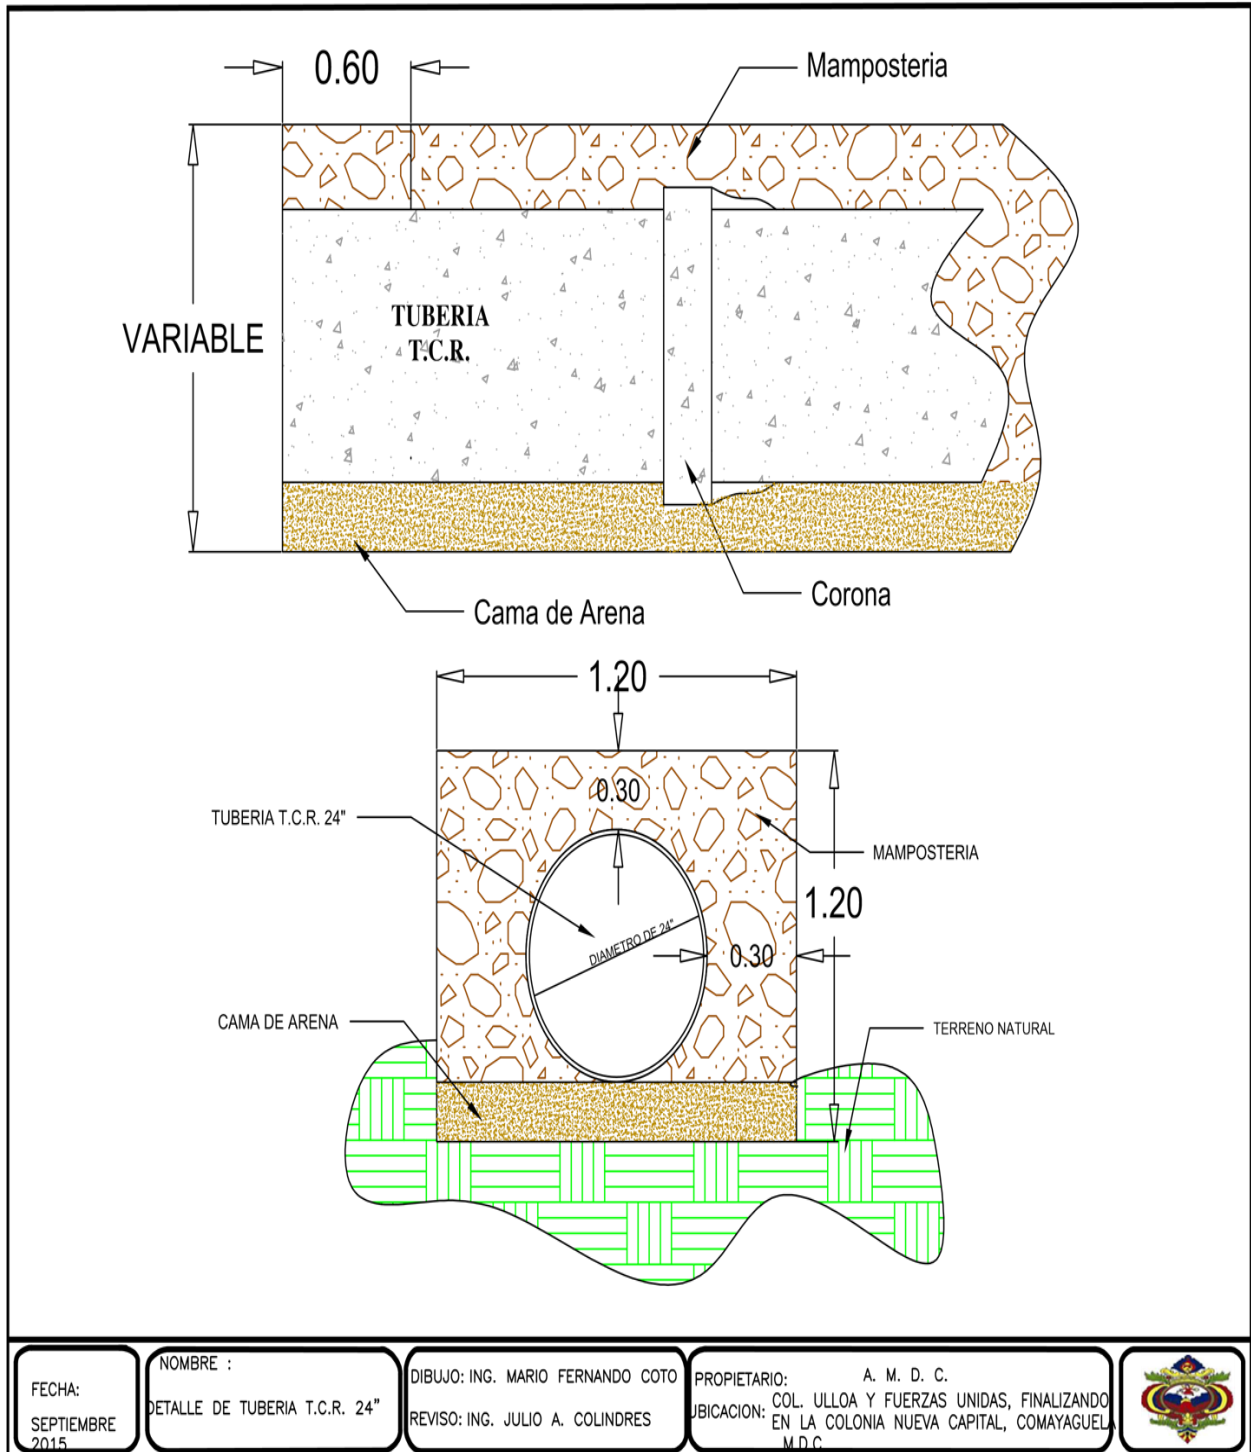 0.60
Mamposteria
VARIABLE
TUBERIA
T.C.R.
Corona
Cama de Arena
1.20
0.30
TUBERIA T.C.R. 24"
MAMPOSTERIA
1.20
DIAMETRO DE 24"
0.30
CAMA DE ARENA
TERRENO NATURAL
FECHA:
SEPTIEMBRE
2015
NOMBRE :
DETALLE DE TUBERIA T.C.R. 24"
DIBUJO: ING. MARIO FERNANDO COTO
REVISO: ING. JULIO A. COLINDRES
PROPIETARIO: A. M. D. C.
UBICACION: COL. ULLOA Y FUERZAS UNIDAS, FINALIZANDO
EN LA COLONIA NUEVA CAPITAL, COMAYAGUELA
M.D.C